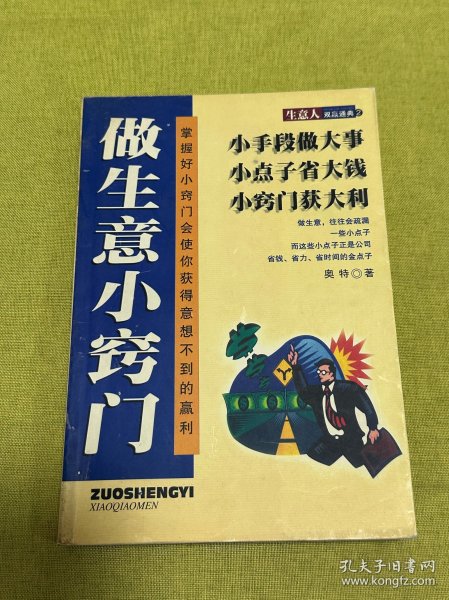 生意人 观赢通典②
小手段做大事
小点子省大钱
小窍门获大利
做生意，往往会疏漏
一些小点子
而这些小点子正是公司
省钱、省力、省时间的金点子
奥特◎著
做生意小窍门
掌握好小窍门会使你获得意想不到的赢利
ZUOSHENGYI
XIAOQIAOMEN
孔夫子旧书网
www.kongfz.com